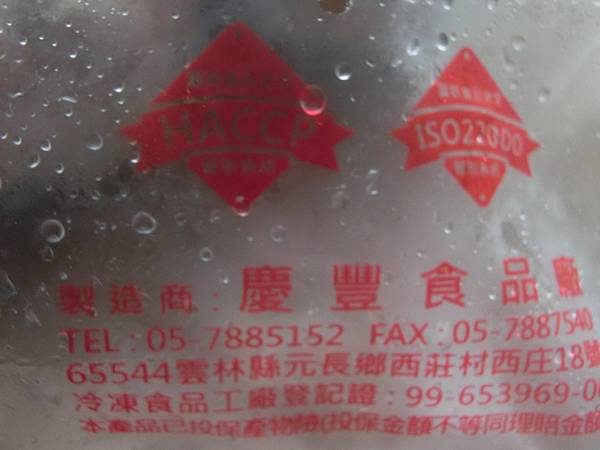 HACCP
ISO22000
製造商:慶豐食品廠
TEL:05-7885152 FAX:05-7887540
65544雲林縣元長鄉西莊村西庄18號
冷凍食品工廠登記證:99-653969-0
本產品已投保產物險(投保金額不等同理賠金額